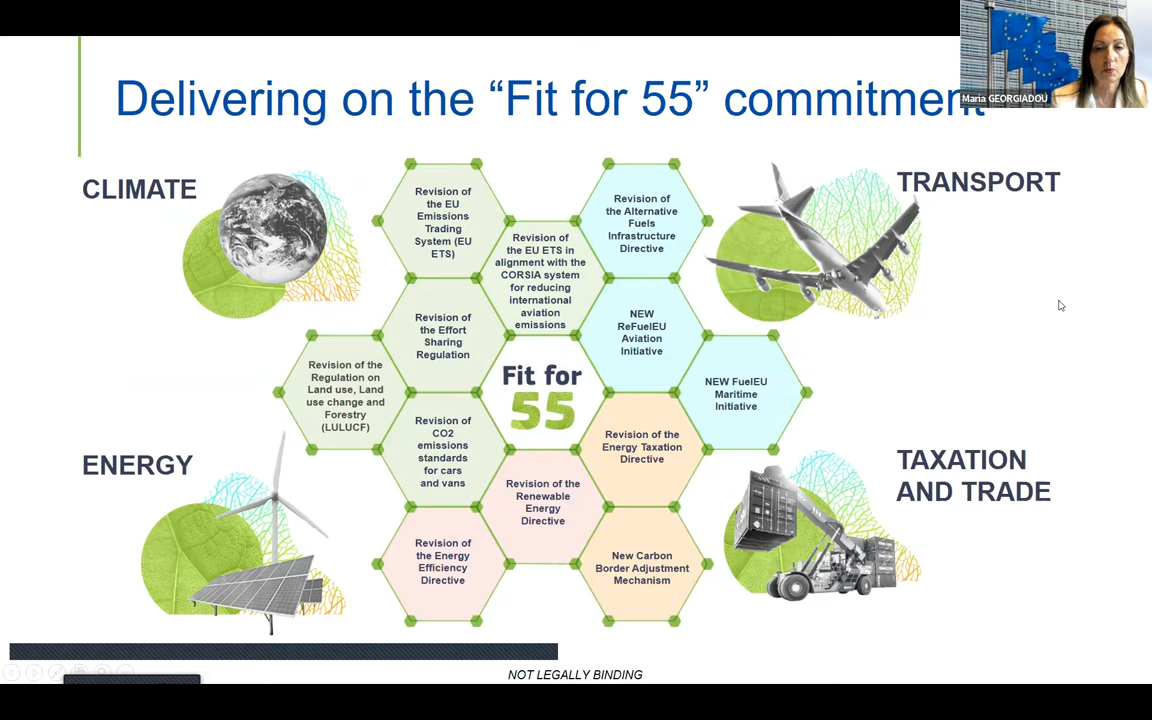 Delivering on the “Fit for 55” commitment
Maria GEORGIADOU
CLIMATE
TRANSPORT
Revision of
the EU
Emissions
Trading
System (EU
ETS)
Revision of
the EU ETS in
alignment with the
CORSIA system
for reducing
international
aviation
emissions
Revision of
the Alternative
Fuels
Infrastructure
Directive
Revision of
the Effort
Sharing
Regulation
NEW
ReFuelEU
Aviation
Initiative
Revision of the
Regulation on
Land use, Land
use change and
Forestry
(LULUCF)
Fit for
55
NEW FuelEU
Maritime
Initiative
Revision of
CO2
emissions
standards
for cars
and vans
Revision of the
Energy Taxation
Directive
ENERGY
TAXATION
AND TRADE
Revision of the
Renewable
Energy
Directive
Revision of
the Energy
Efficiency
Directive
New Carbon
Border Adjustment
Mechanism
NOT LEGALLY BINDING